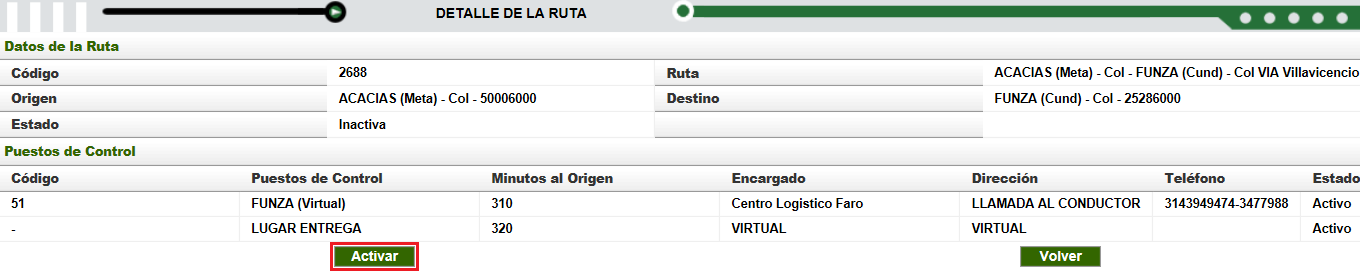 DETALLE DE LA RUTA
Datos de la Ruta
Código 2688 Ruta ACACIAS (Meta) - Col - FUNZA (Cund) - Col VIA Villavicencio
Origen ACACIAS (Meta) - Col - 50006000 Destino FUNZA (Cund) - Col - 25286000
Estado Inactiva
Puestos de Control
Código Puestos de Control Minutos al Origen Encargado Dirección Teléfono Estado
51 FUNZA (Virtual) 310 Centro Logistico Faro LLAMADA AL CONDUCTOR 3143949474-3477988 Activo
- LUGAR ENTREGA 320 VIRTUAL VIRTUAL Activo
Activar Volver